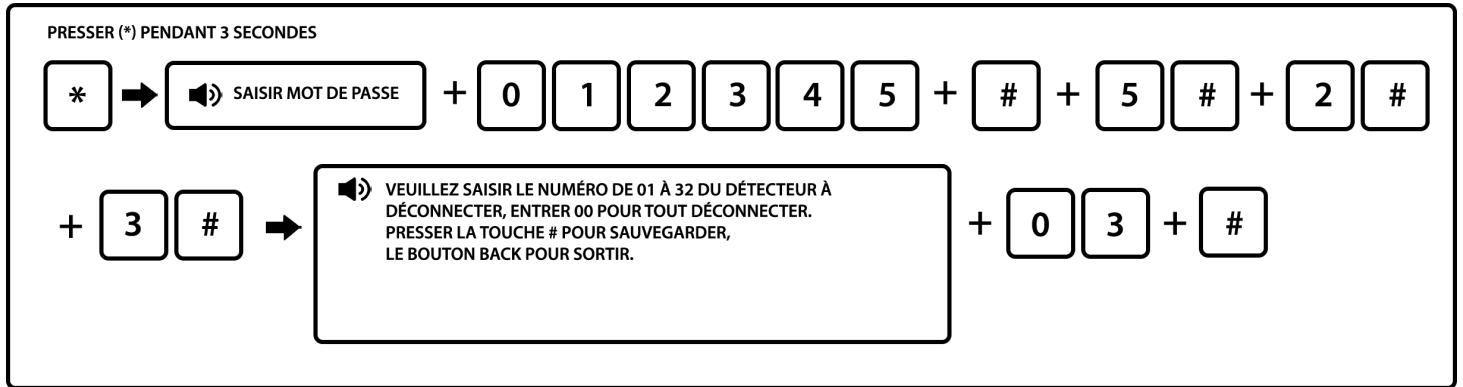 PRESSER (*) PENDANT 3 SECONDES
* SAISIR MOT DE PASSE + 0 1 2 3 4 5 + # + 5 # + 2 #
+ 3 # VEUILLEZ SAISIR LE NUMÉRO DE 01 À 32 DU DÉTECTEUR À
DÉCONNECTER, ENTRER 00 POUR TOUT DÉCONNECTER.
PRESSER LA TOUCHE # POUR SAUVEGARDER,
LE BOUTON BACK POUR SORTIR.
+ 0 3 + #